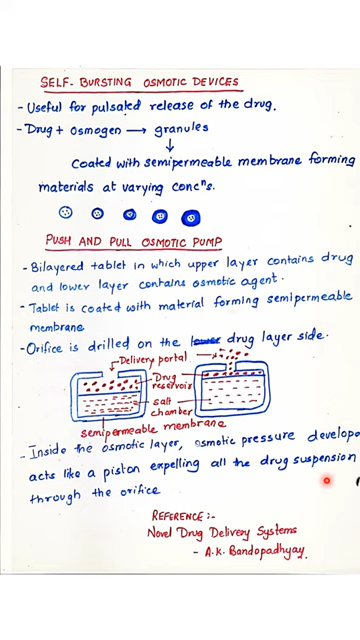 SELF-BURSTING OSMOTIC DEVICES
- Useful for pulsated release of the drug.
- Drug + osmogen → granules
↓
Coated with semipermeable membrane forming
materials at varying concⁿs.
PUSH AND PULL OSMOTIC PUMP
- Bilayered tablet in which upper layer contains drug
and lower layer contains osmotic agent.
- Tablet is coated with material forming semipermeable
membrane
- Orifice is drilled on the lower drug layer side.
Delivery portal
Drug
reservoir
salt
chamber
semipermeable membrane
- Inside the osmotic layer, osmotic pressure develope
acts like a piston expelling all the drug suspension
through the orifice
REFERENCE :-
Novel Drug Delivery Systems
- A.K. Bandopadhyay.